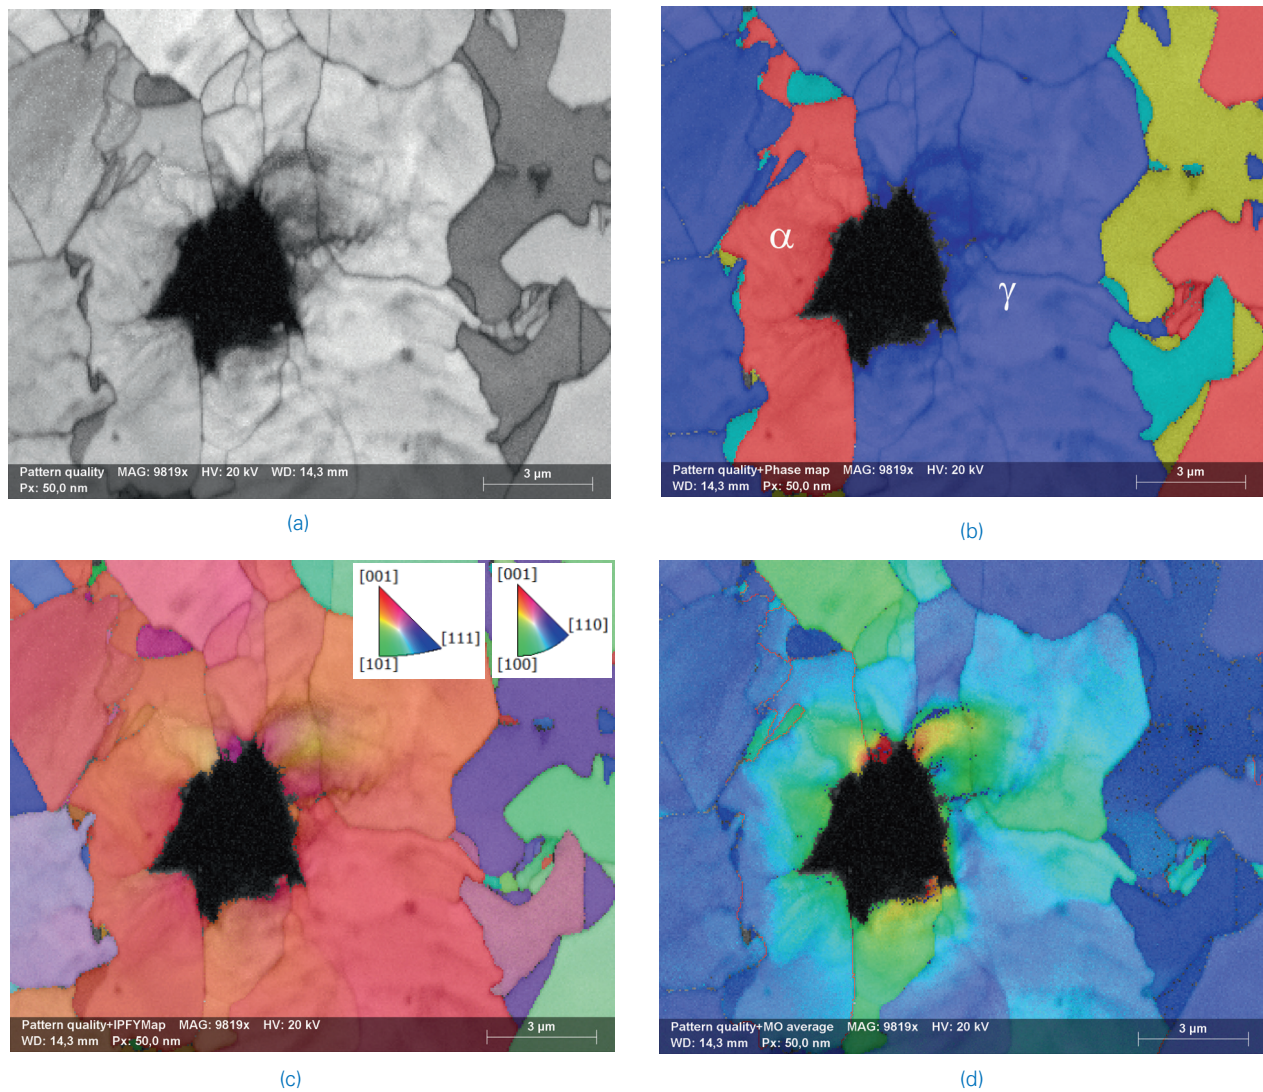 Pattern quality MAG: 9819x HV: 20 kV WD: 14,3 mm
Px: 50,0 nm
3 µm
(a)
α
γ
Pattern quality+Phase map MAG: 9819x HV: 20 kV
WD: 14,3 mm Px: 50,0 nm
3 µm
(b)
[001]
[111]
[101]
[001]
[110]
[100]
Pattern quality+IPFYMap MAG: 9819x HV: 20 kV
WD: 14,3 mm Px: 50,0 nm
3 µm
(c)
Pattern quality+MO average MAG: 9819x HV: 20 kV
WD: 14,3 mm Px: 50,0 nm
3 µm
(d)